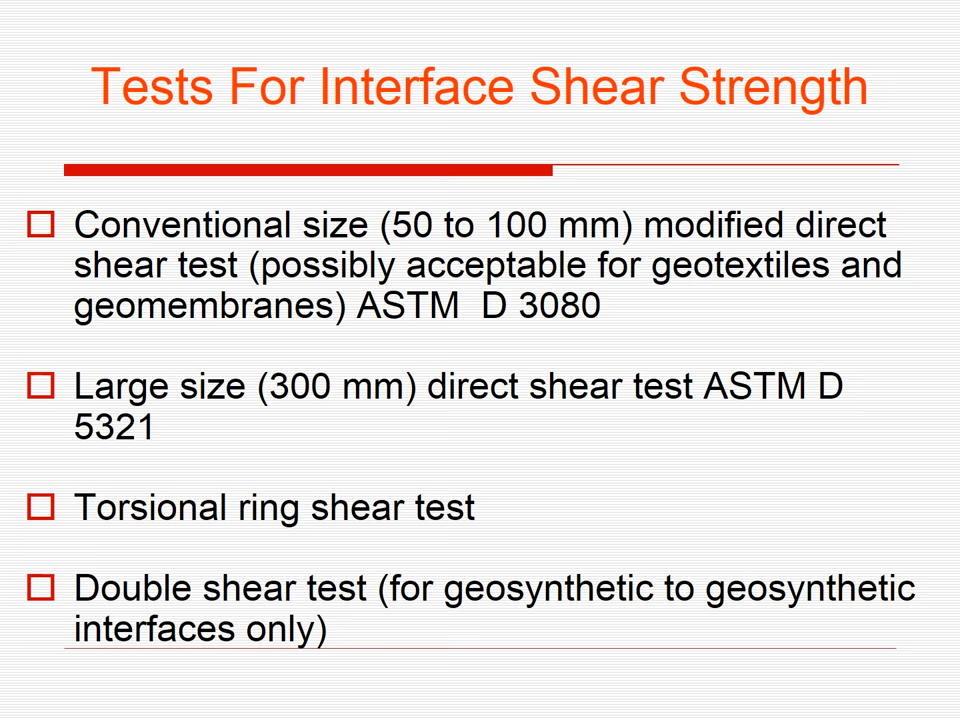 Tests For Interface Shear Strength
Conventional size (50 to 100 mm) modified direct
shear test (possibly acceptable for geotextiles and
geomembranes) ASTM  D 3080
Large size (300 mm) direct shear test ASTM D
5321
Torsional ring shear test
Double shear test (for geosynthetic to geosynthetic
interfaces only)